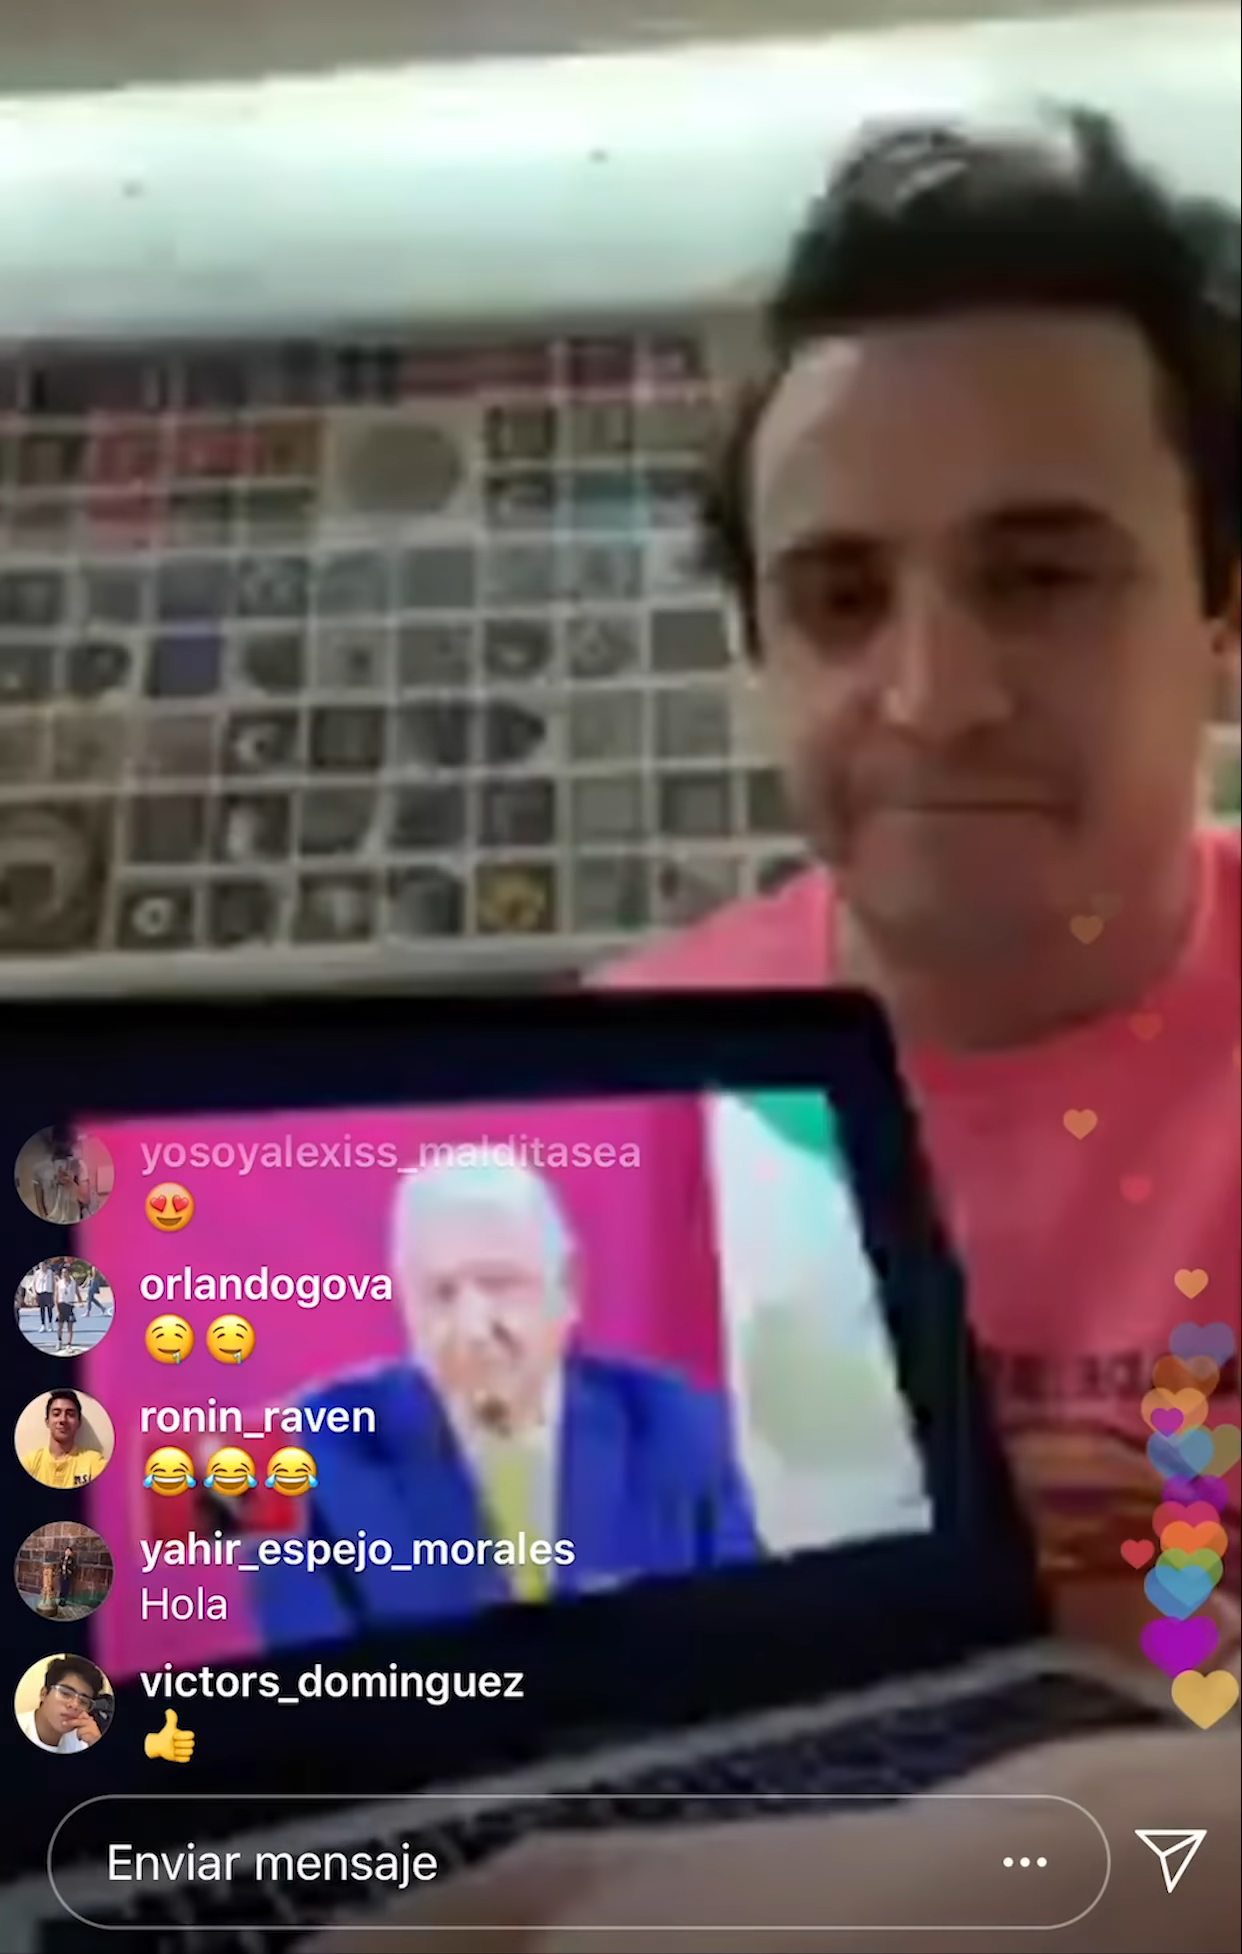 yosoyalexiss_malditasea
😍
orlandogova
🤤🤤
ronin_raven
😂😂😂
yahir_espejo_morales
Hola
victors_dominguez
👍
Enviar mensaje